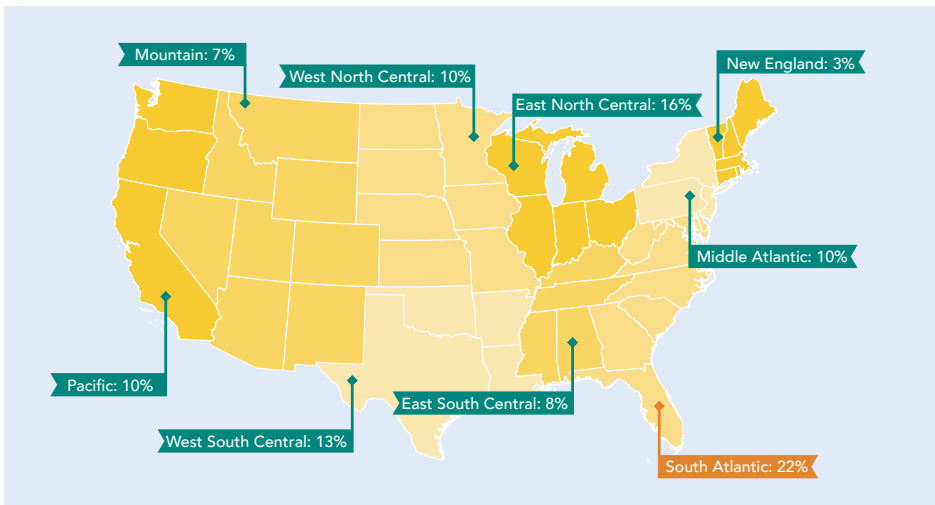 Mountain: 7%
New England: 3%
West North Central: 10%
East North Central: 16%
Middle Atlantic: 10%
Pacific: 10%
East South Central: 8%
West South Central: 13%
South Atlantic: 22%